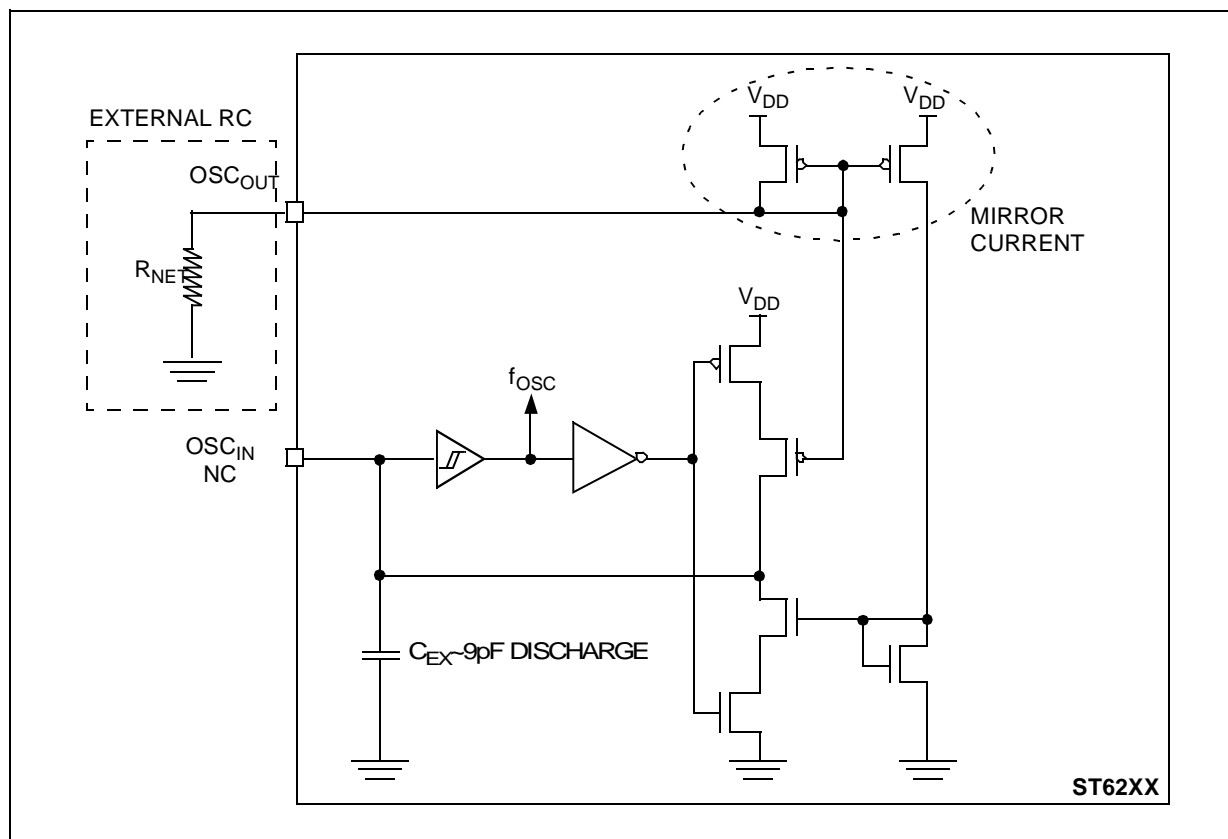 V_DD V_DD
EXTERNAL RC
OSC_OUT
MIRROR
CURRENT
R_NET
V_DD
f_OSC
OSC_IN
NC
C_EX~9pF DISCHARGE
ST62XX